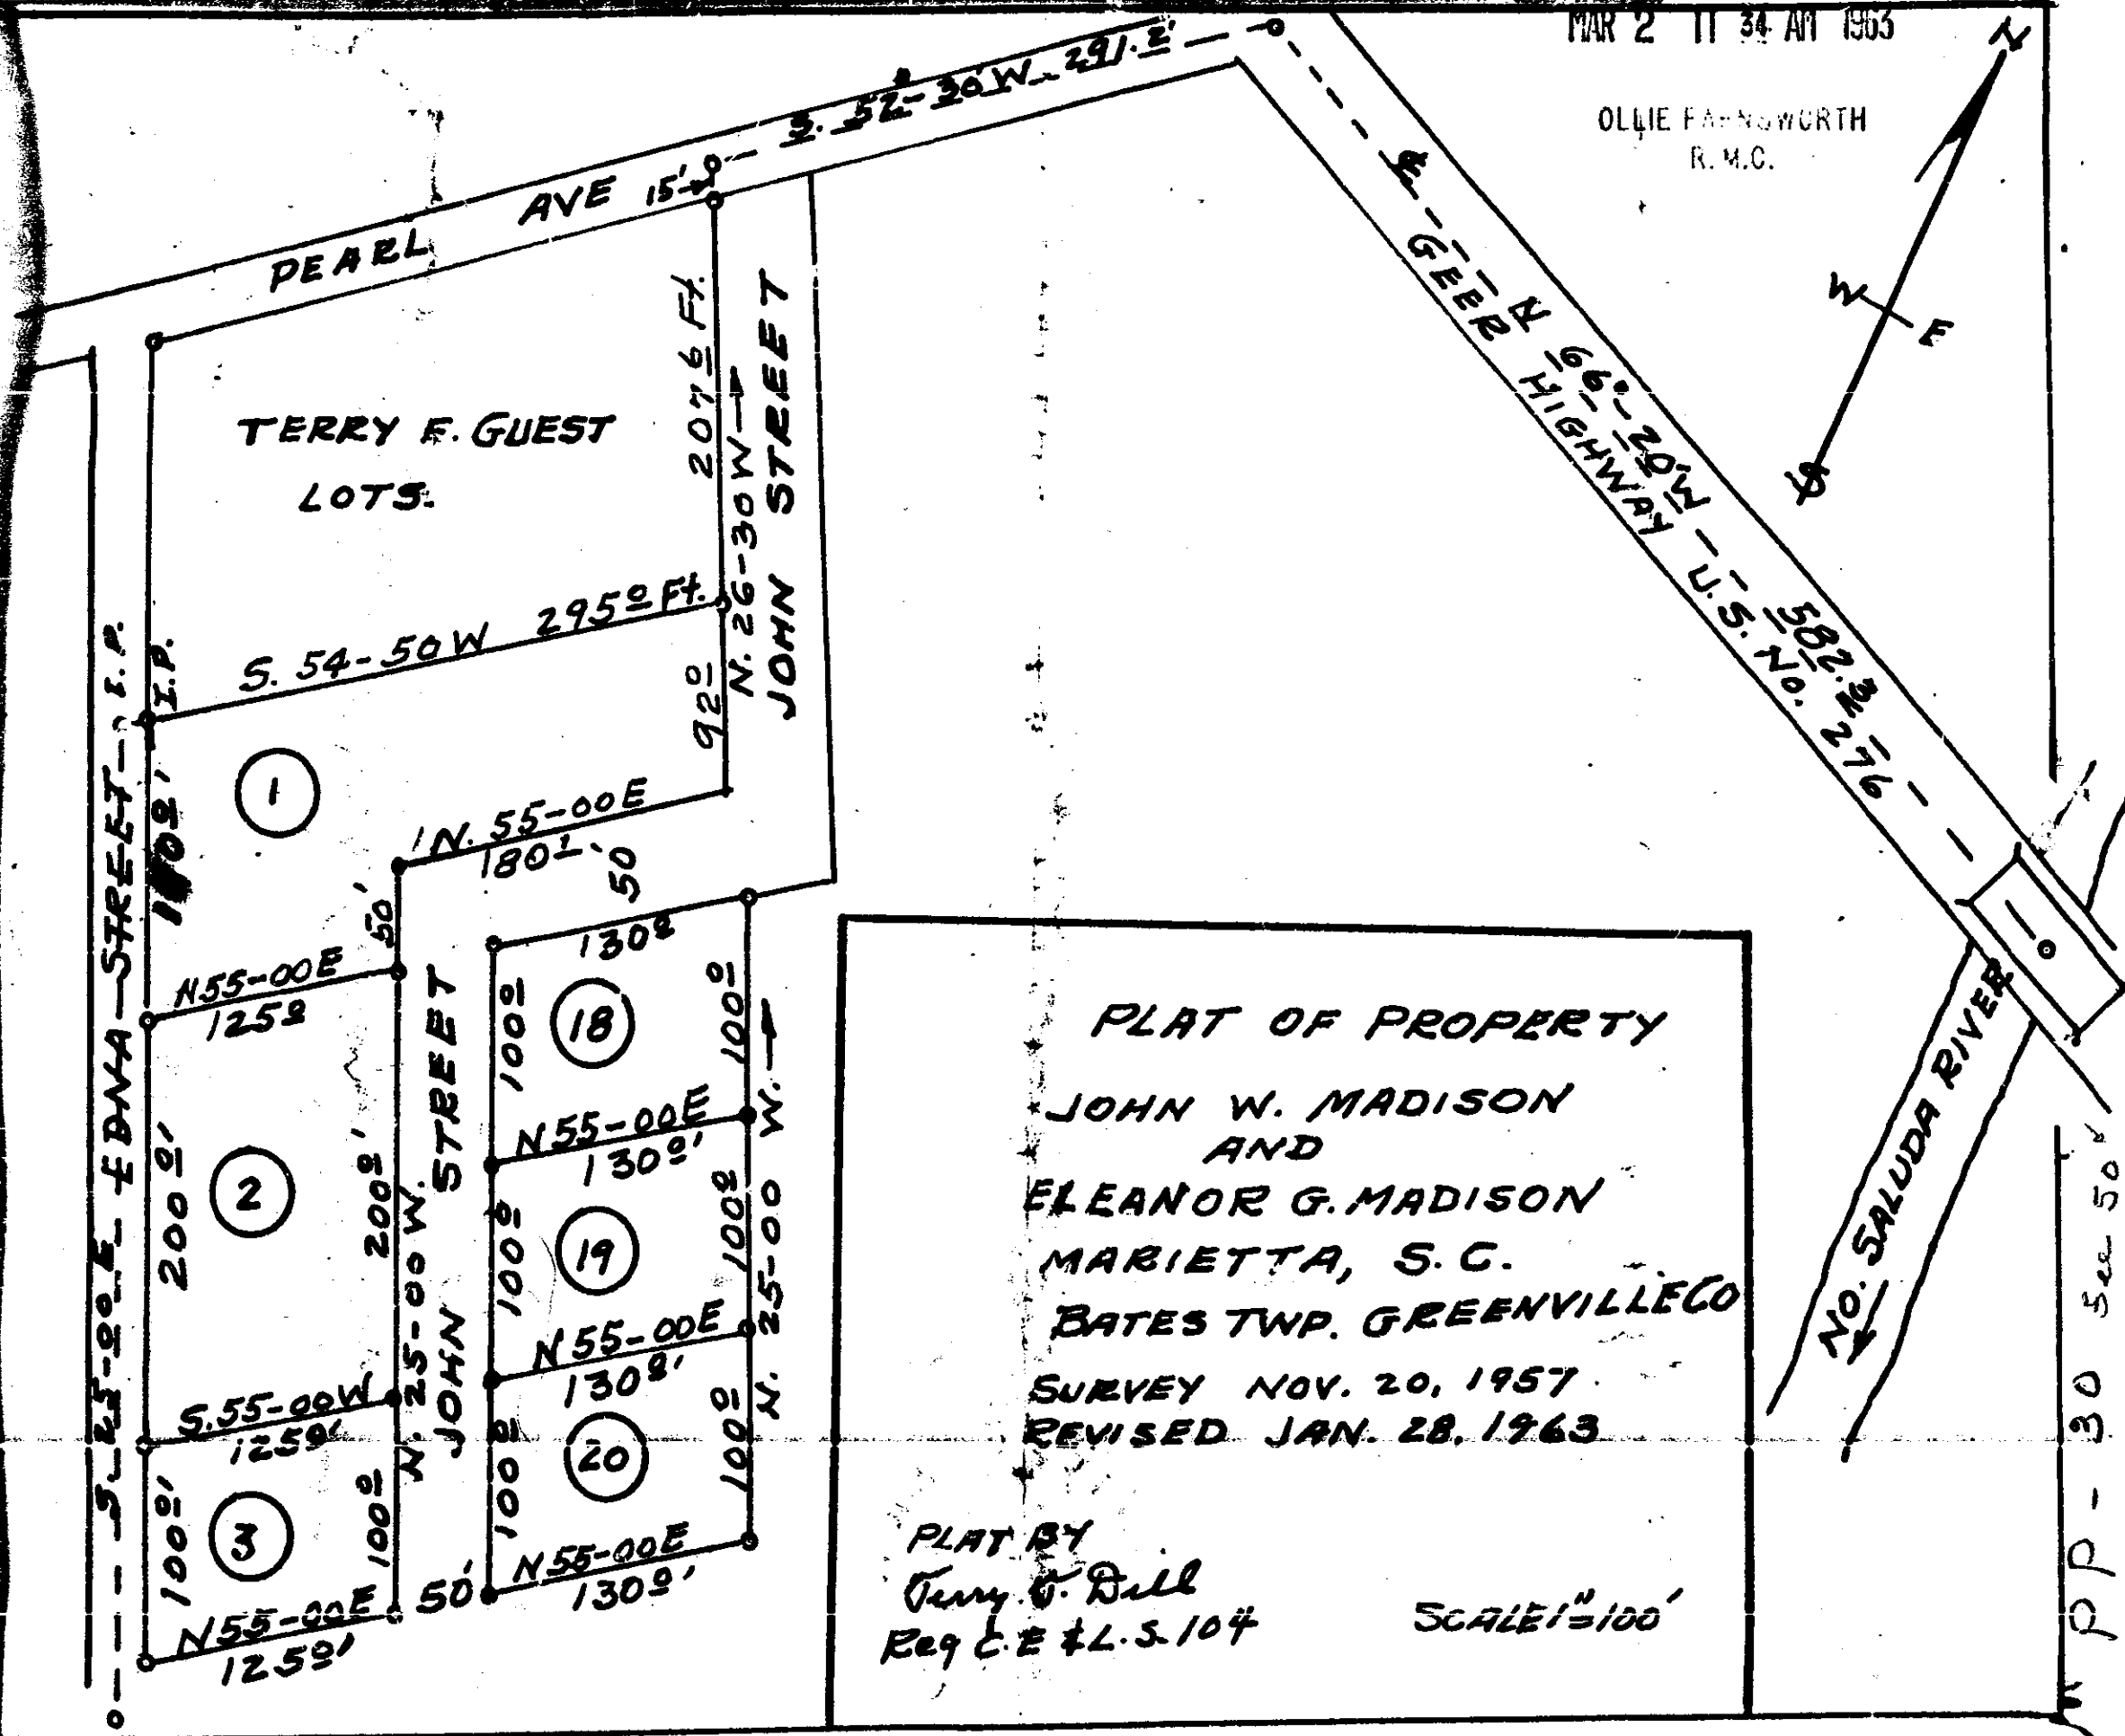 MAR 2 11 34 AM 1963
OLLIE FARNSWORTH
R. M.C.
N
W
E
S
S. 52-30'W. 291.2'
15'
PEARL AVE
GEER HIGHWAY U.S. No. 276
N 66°-20'W 582.3
TERRY F. GUEST
LOTS.
207 6 Ft.
N. 26-30 W
JOHN STREET
S. 54-50 W 295 0 Ft.
92 0
I.P.
I.P.
S. 25-00 E EDNA STREET
1
N. 55-00 E
180 1
50
50'
N55-00E
125 0
130 0
100 0
18
100 0
N 55-00E
130 0'
2
200 0'
200 0'
N. 25-00 W.
JOHN STREET
100 0
19
100 0
N. 25-00 W.
N 55-00E
130 0'
S. 55-00W
125 0'
3
100 0'
100 0
100 0
20
100 0
N55-00E
125 0'
50'
N55-00E
130 0'
PLAT OF PROPERTY
JOHN W. MADISON
AND
ELEANOR G. MADISON
MARIETTA, S.C.
BATES TWP. GREENVILLE CO
SURVEY NOV. 20, 1957
REVISED JAN. 28, 1963
PLAT BY
Terry T. Dill
Reg C.E & L.S. 104
SCALE 1"=100'
NO. SALUDA RIVER
PP-30 See 50